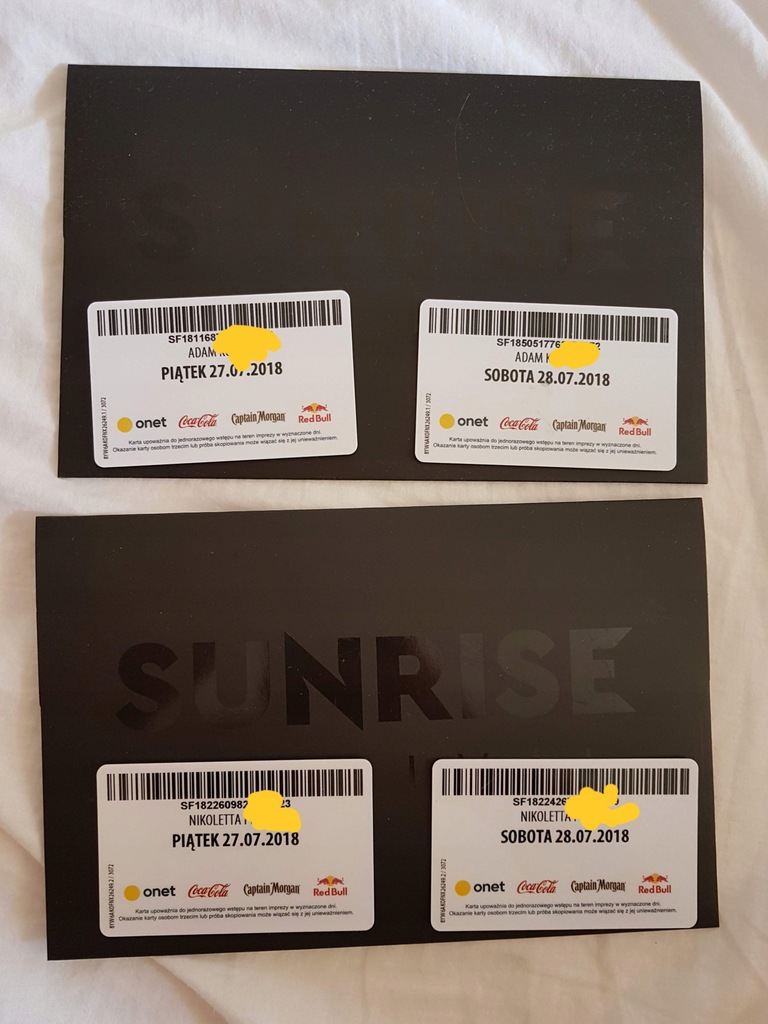 SUNRISE
SF181168
ADAM K
PIĄTEK 27.07.2018
onet Coca-Cola Captain Morgan Red Bull
Karta upoważnia do jednorazowego wstępu na teren imprezy w wyznaczone dni.
Okazanie karty osobom trzecim lub próba skopiowania może wiązać się z jej unieważnieniem.
SF18505177
ADAM K
SOBOTA 28.07.2018
onet Coca-Cola Captain Morgan Red Bull
Karta upoważnia do jednorazowego wstępu na teren imprezy w wyznaczone dni.
Okazanie karty osobom trzecim lub próba skopiowania może wiązać się z jej unieważnieniem.
SUNRISE
SF18226098 23
NIKOLETTA
PIĄTEK 27.07.2018
onet Coca-Cola Captain Morgan Red Bull
Karta upoważnia do jednorazowego wstępu na teren imprezy w wyznaczone dni.
Okazanie karty osobom trzecim lub próba skopiowania może wiązać się z jej unieważnieniem.
SF182242
NIKOLETTA
SOBOTA 28.07.2018
onet Coca-Cola Captain Morgan Red Bull
Karta upoważnia do jednorazowego wstępu na teren imprezy w wyznaczone dni.
Okazanie karty osobom trzecim lub próba skopiowania może wiązać się z jej unieważnieniem.